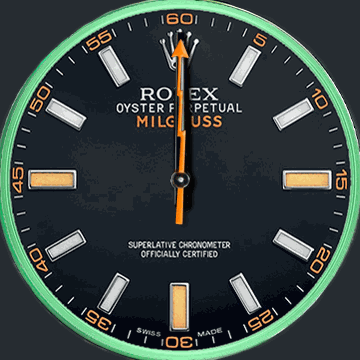 60
55 5
50 10
ROLEX
OYSTER PERPETUAL
MILGAUSS
45 15
SUPERLATIVE CHRONOMETER
OFFICIALLY CERTIFIED
40 20
35 25
SWISS 30 MADE